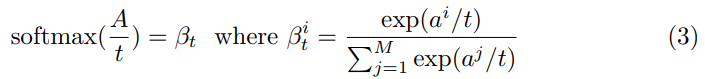 softmax(A/t) = β_t where β_t^i = exp(a^i/t) / ∑_{j=1}^{M} exp(a^j/t) (3)